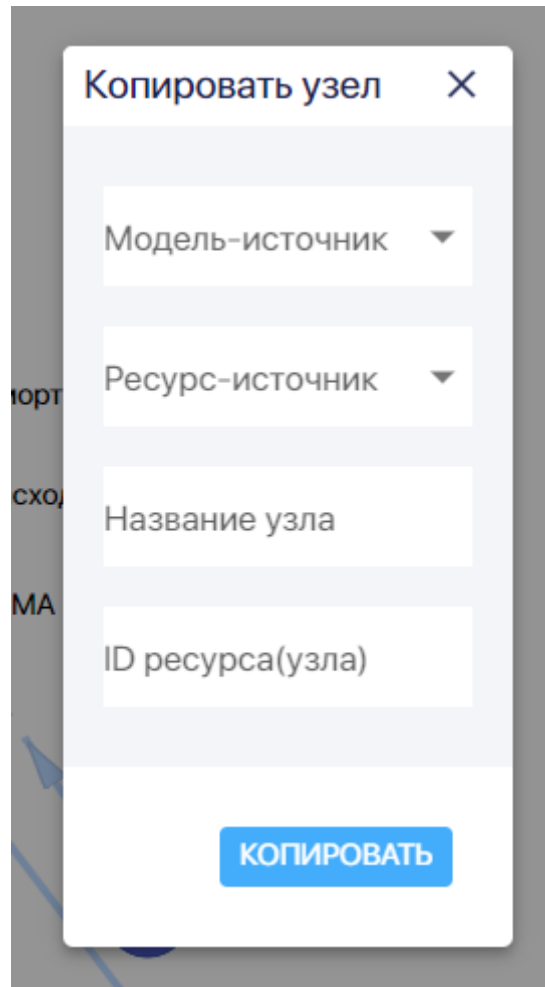 Копировать узел
Модель-источник
Ресурс-источник
Название узла
ID ресурса(узла)
КОПИРОВАТЬ